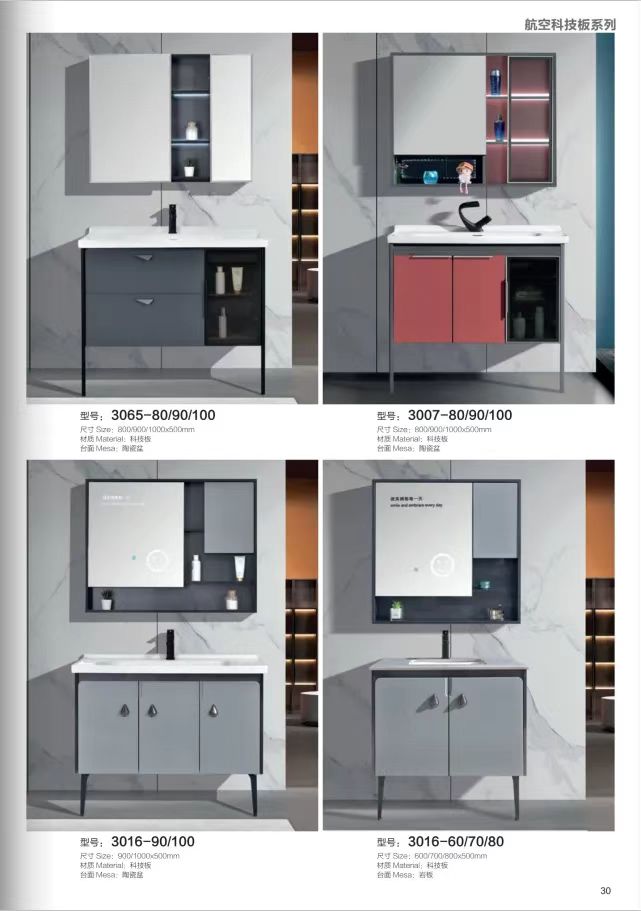 航空科技板系列
型号：3065-80/90/100
尺寸 Size：800/900/1000x500mm
材质 Material：科技板
台面 Mesa：陶瓷盆
型号：3007-80/90/100
尺寸 Size：800/900/1000x500mm
材质 Material：科技板
台面 Mesa：陶瓷盆
smile and embrace every day
型号：3016-90/100
尺寸 Size：900/1000x500mm
材质 Material：科技板
台面 Mesa：陶瓷盆
型号：3016-60/70/80
尺寸 Size：600/700/800x500mm
材质 Material：科技板
台面 Mesa：岩板
30